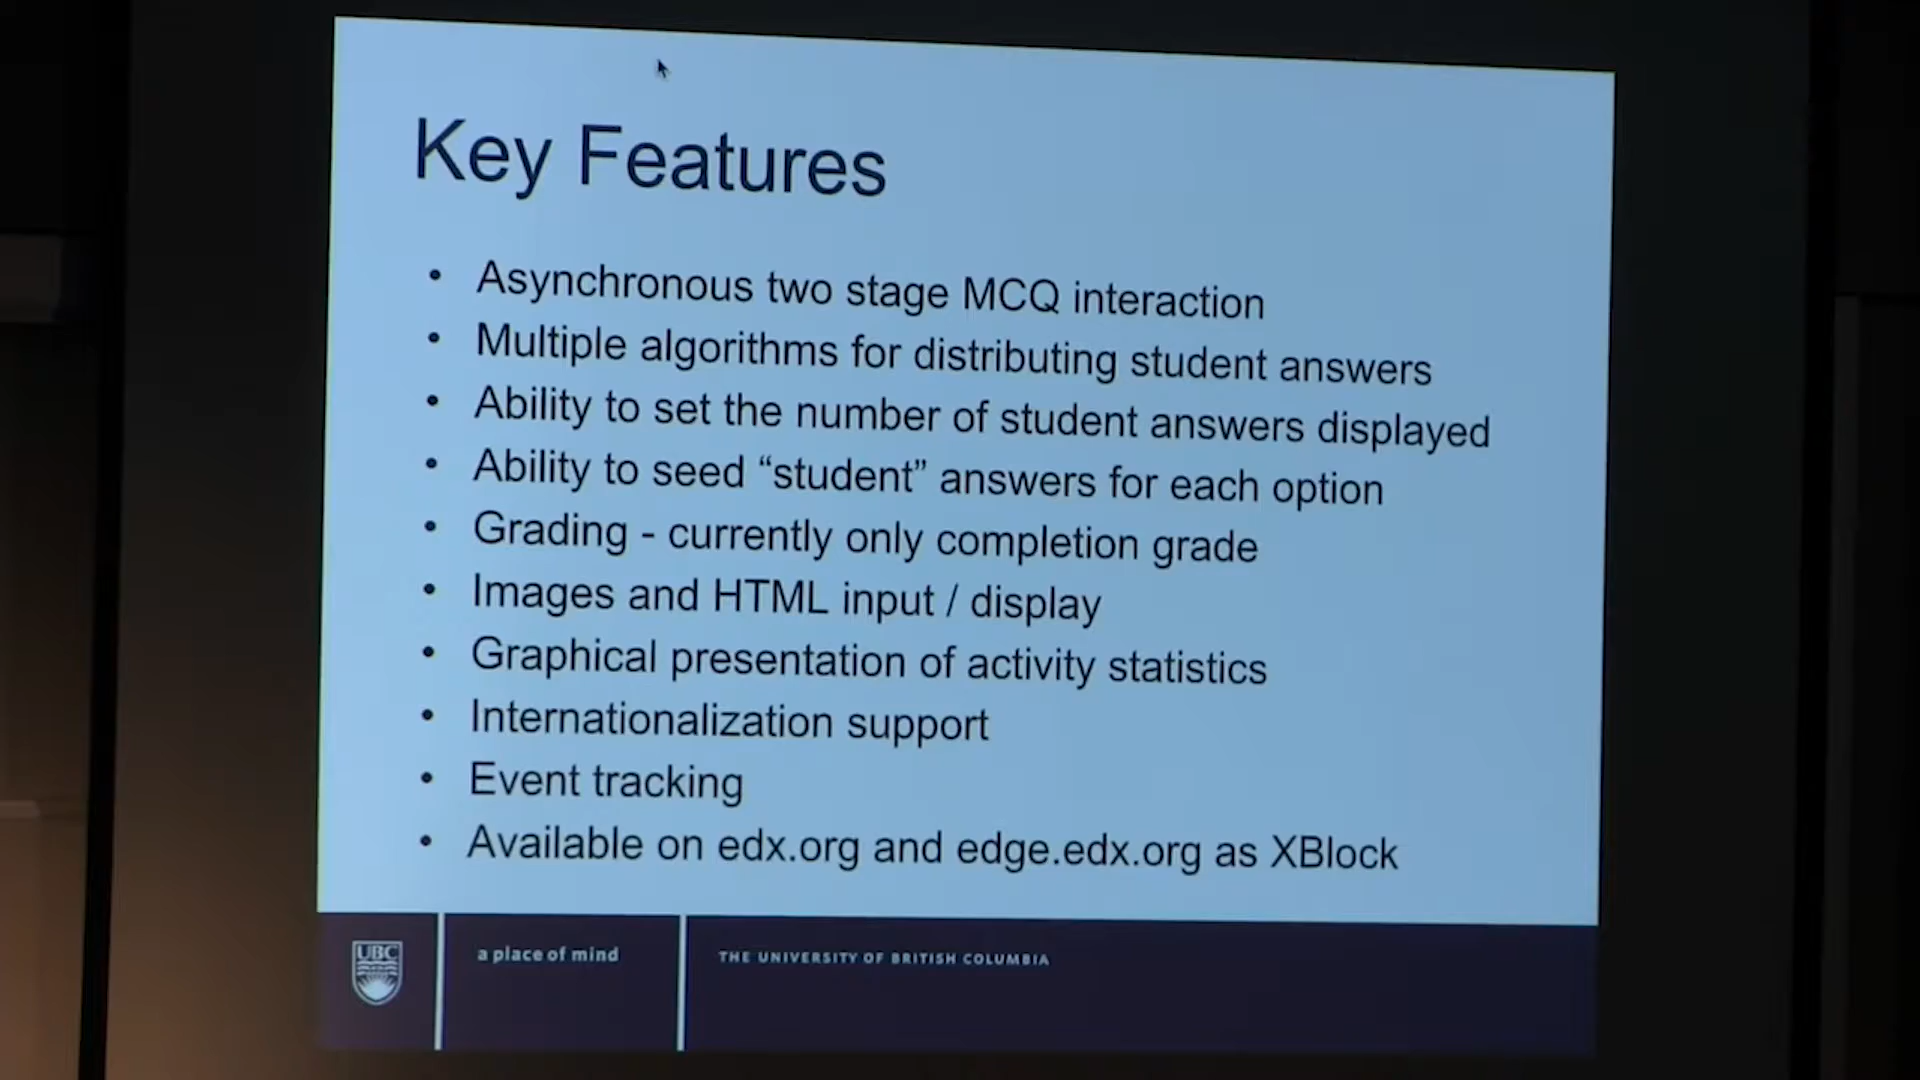 Key Features
• Asynchronous two stage MCQ interaction
• Multiple algorithms for distributing student answers
• Ability to set the number of student answers displayed
• Ability to seed “student” answers for each option
• Grading - currently only completion grade
• Images and HTML input / display
• Graphical presentation of activity statistics
• Internationalization support
• Event tracking
• Available on edx.org and edge.edx.org as XBlock
UBC
a place of mind
THE UNIVERSITY OF BRITISH COLUMBIA